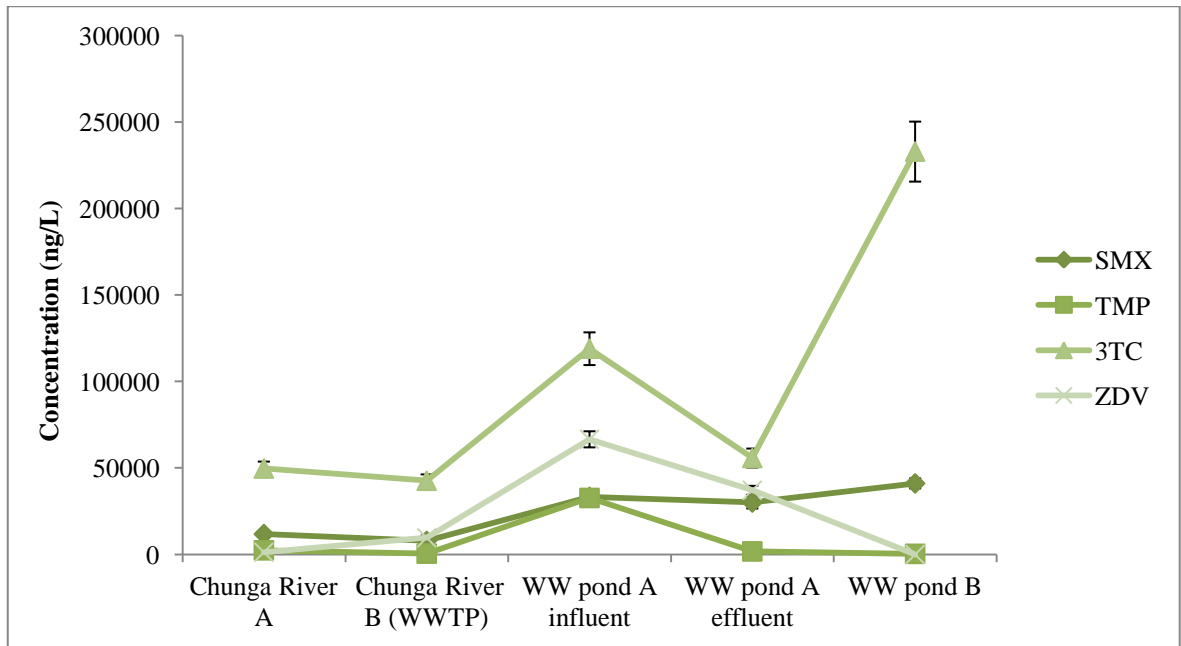 300000
250000
200000
150000
100000
50000
0
Concentration (ng/L)
Chunga River
A
Chunga River
B (WWTP)
WW pond A
influent
WW pond A
effluent
WW pond B
SMX
TMP
3TC
ZDV